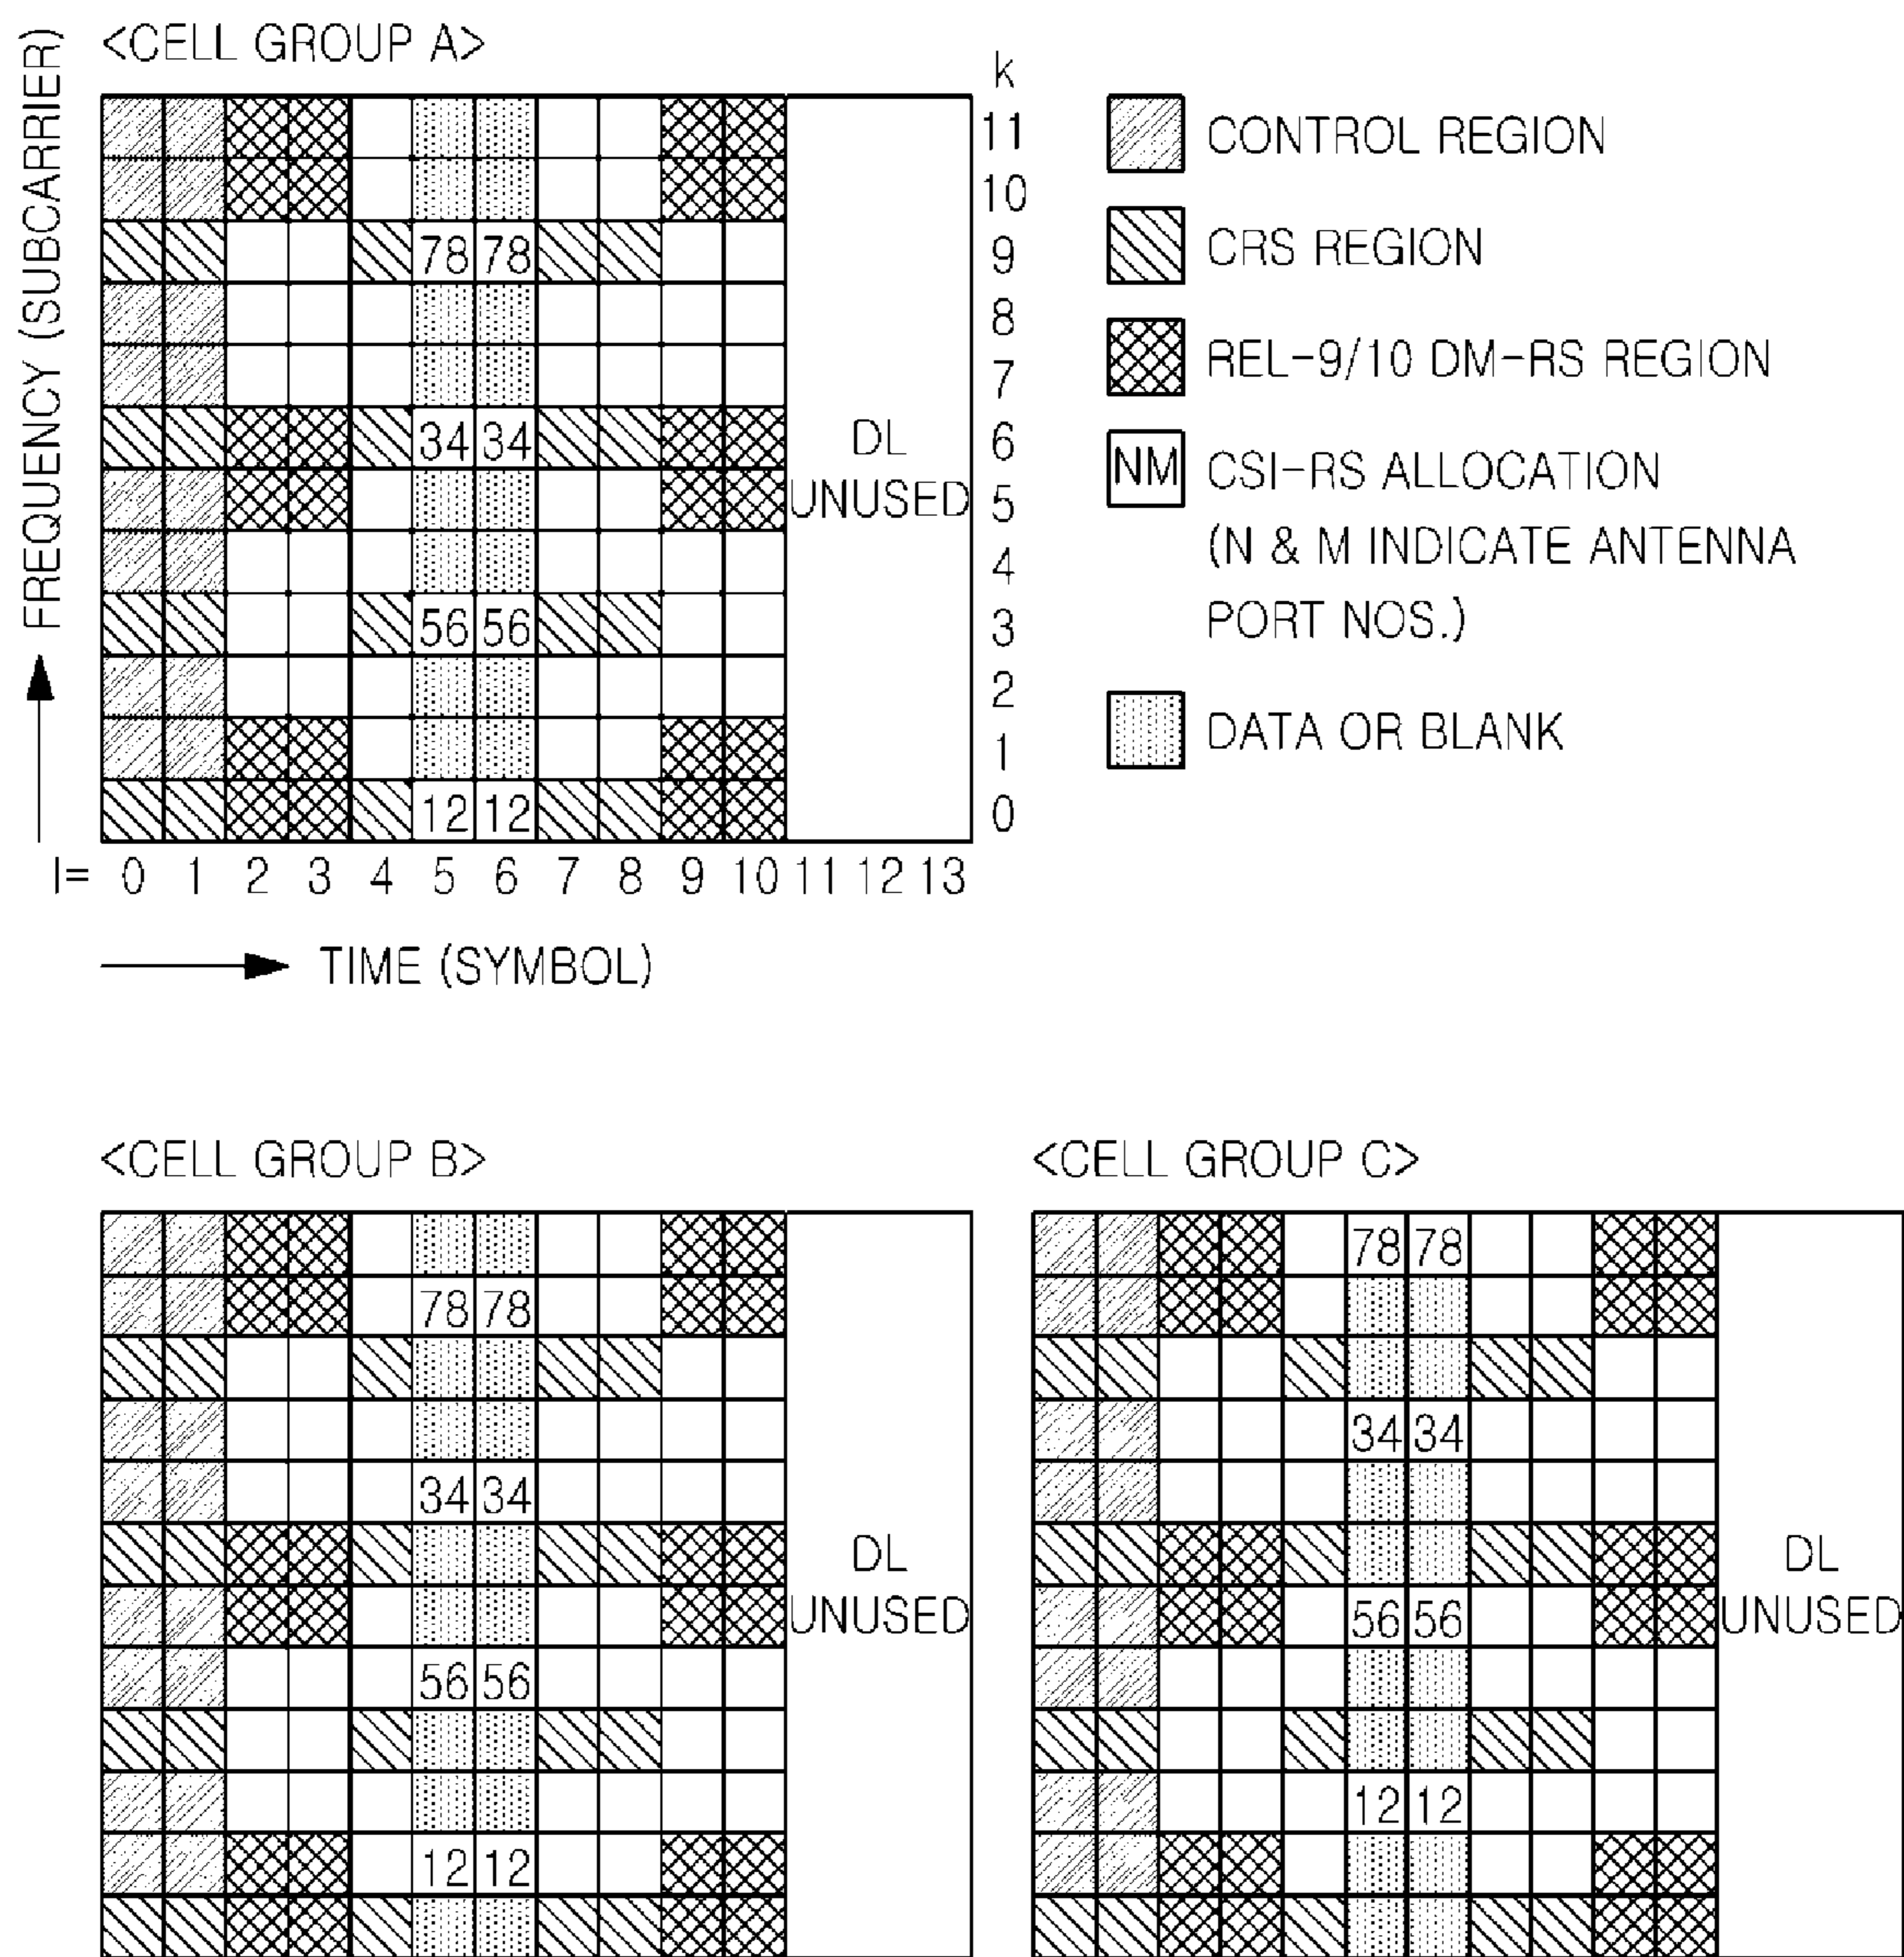 <CELL GROUP A>
FREQUENCY (SUBCARRIER)
k
11
10
78 78 9
8
7
34 34 6
DL
UNUSED
5
4
56 56 3
2
1
12 12 0
l= 0 1 2 3 4 5 6 7 8 9 10 11 12 13
TIME (SYMBOL)
CONTROL REGION
CRS REGION
REL-9/10 DM-RS REGION
NM CSI-RS ALLOCATION
(N & M INDICATE ANTENNA
PORT NOS.)
DATA OR BLANK
<CELL GROUP B>
78 78
34 34
DL
UNUSED
56 56
12 12
<CELL GROUP C>
78 78
34 34
DL
56 56 UNUSED
12 12